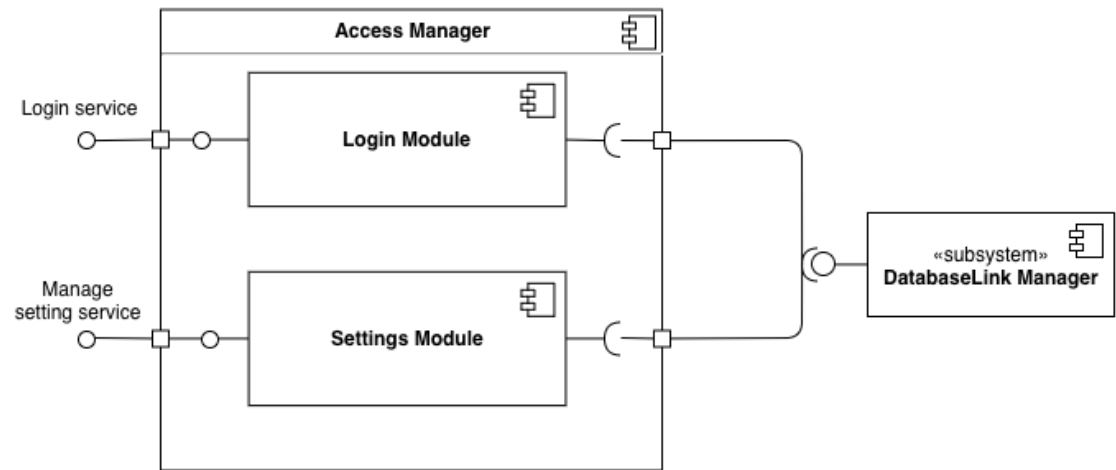 Access Manager
Login service
Login Module
«subsystem»
DatabaseLink Manager
Manage
setting service
Settings Module